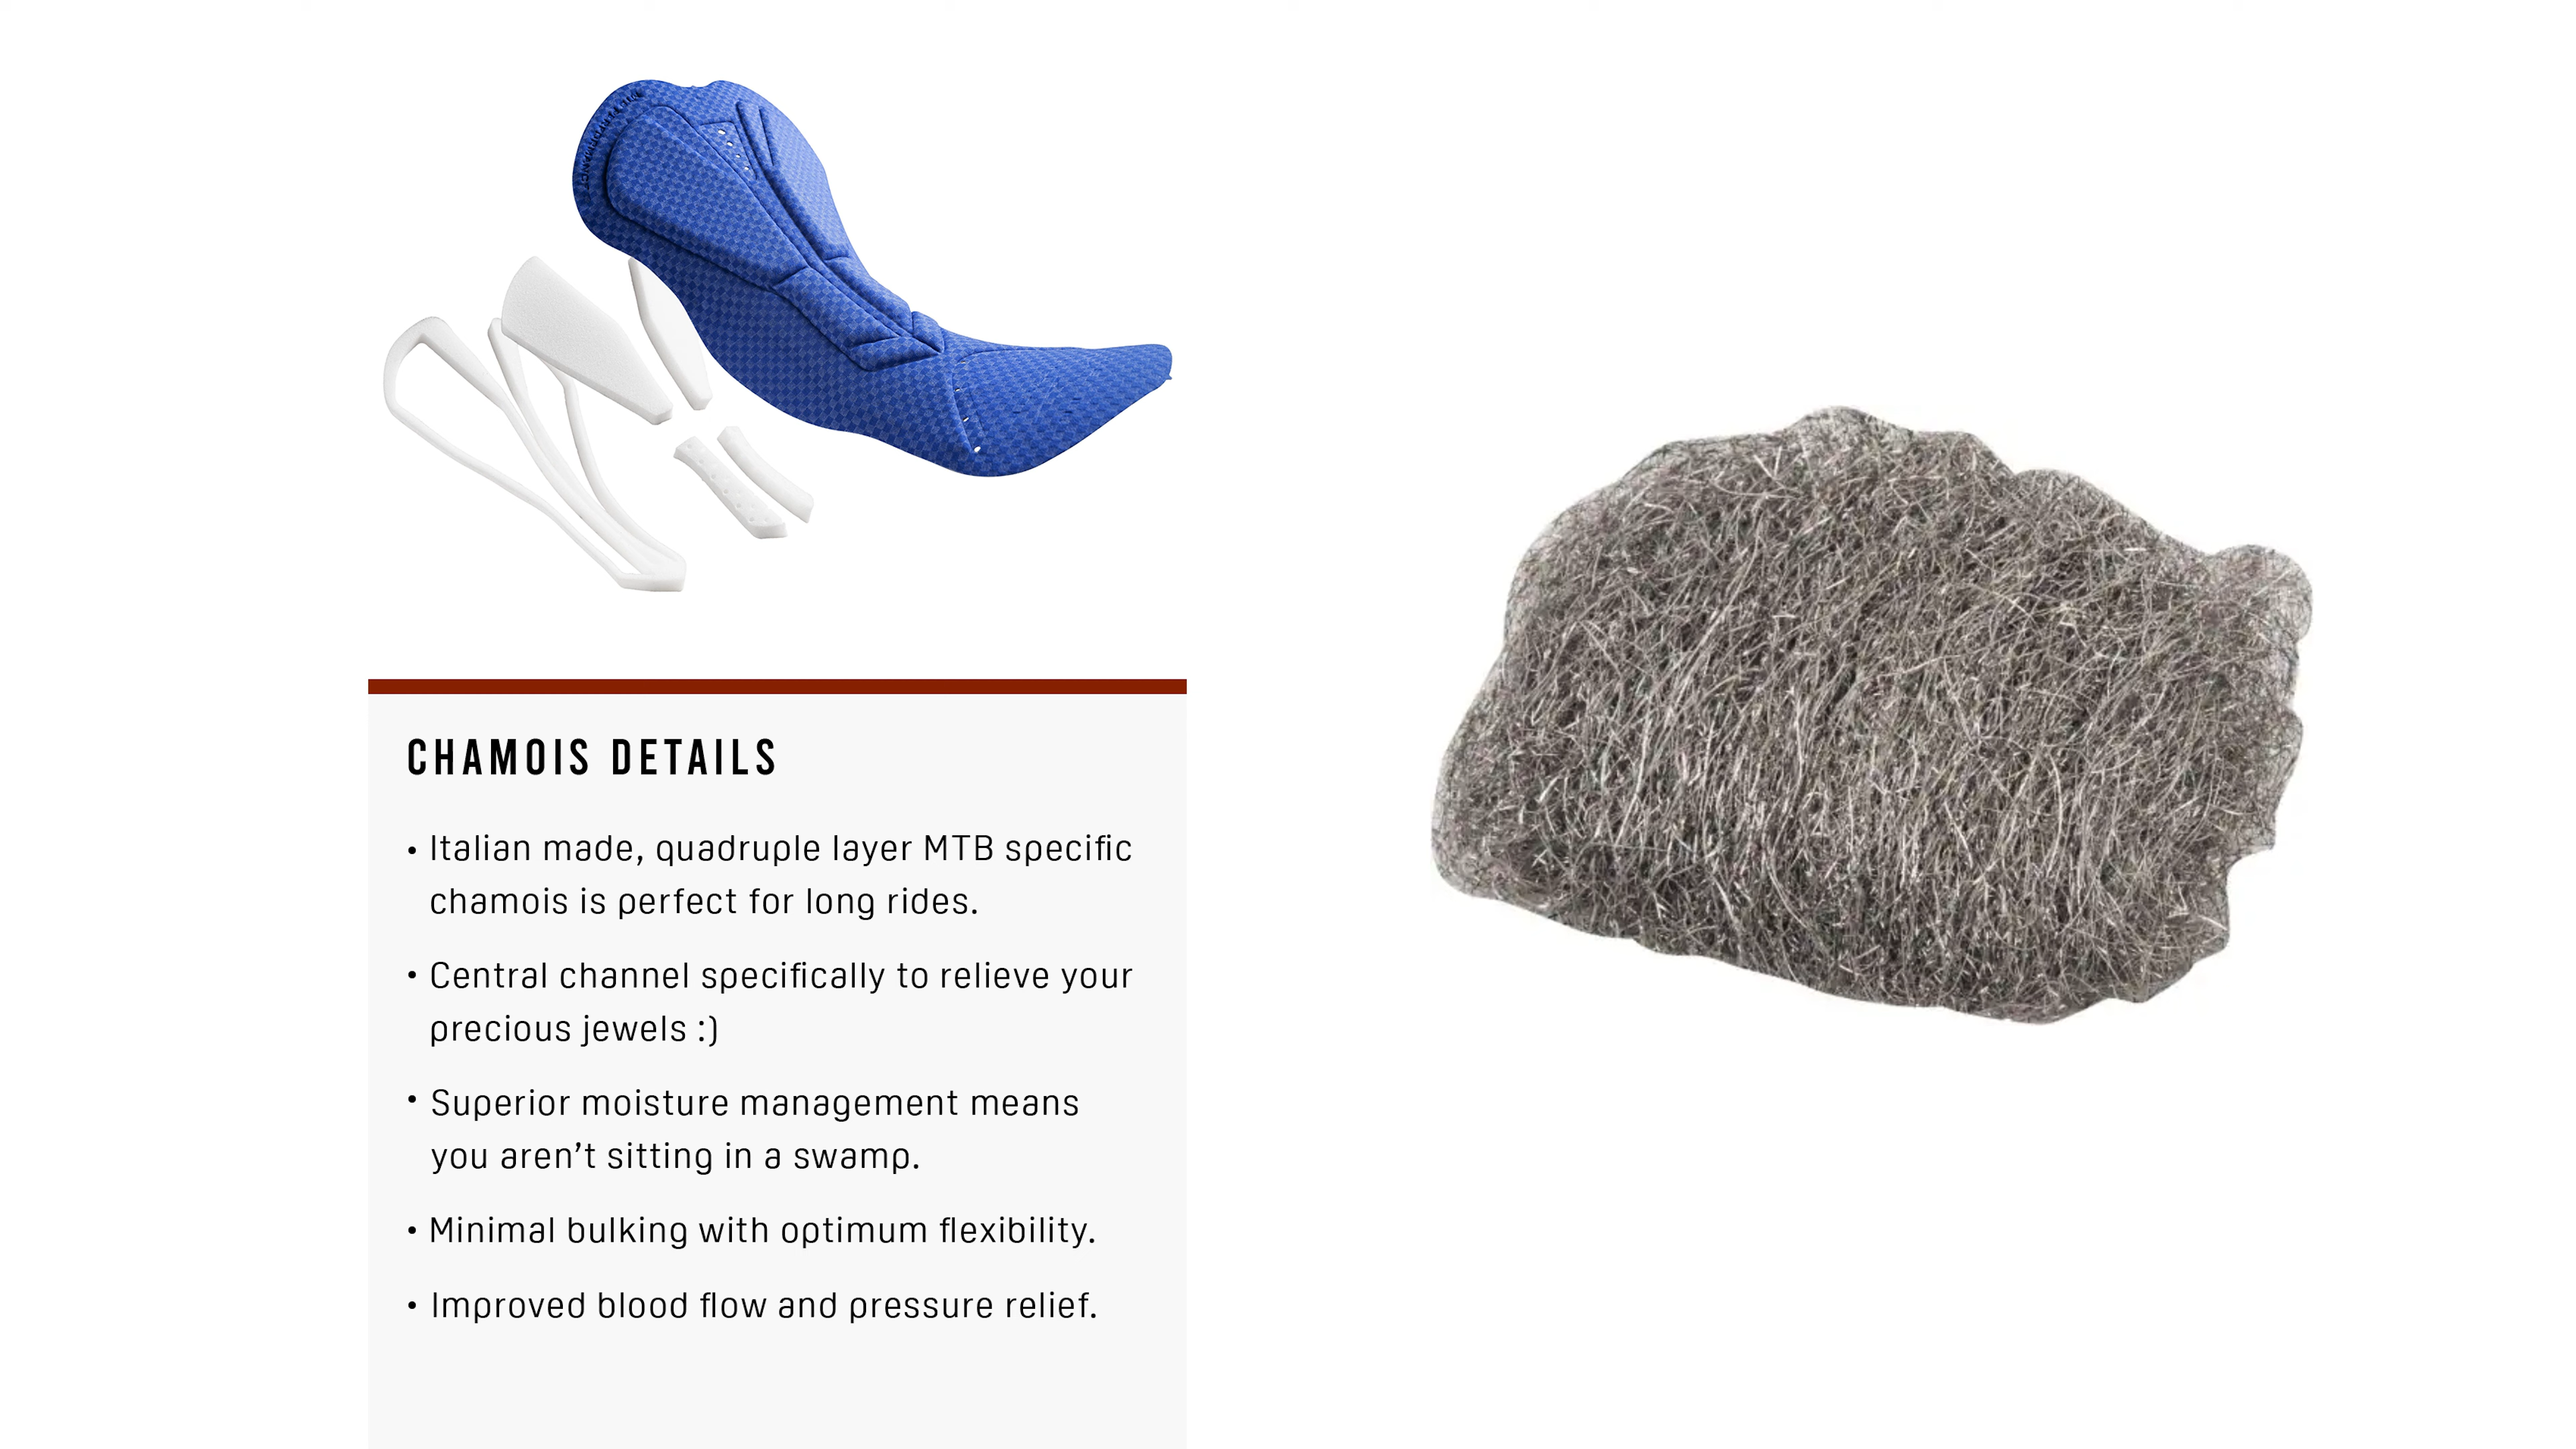 CHAMOIS DETAILS
• Italian made, quadruple layer MTB specific
chamois is perfect for long rides.
• Central channel specifically to relieve your
precious jewels :)
• Superior moisture management means
you aren’t sitting in a swamp.
• Minimal bulking with optimum flexibility.
• Improved blood flow and pressure relief.